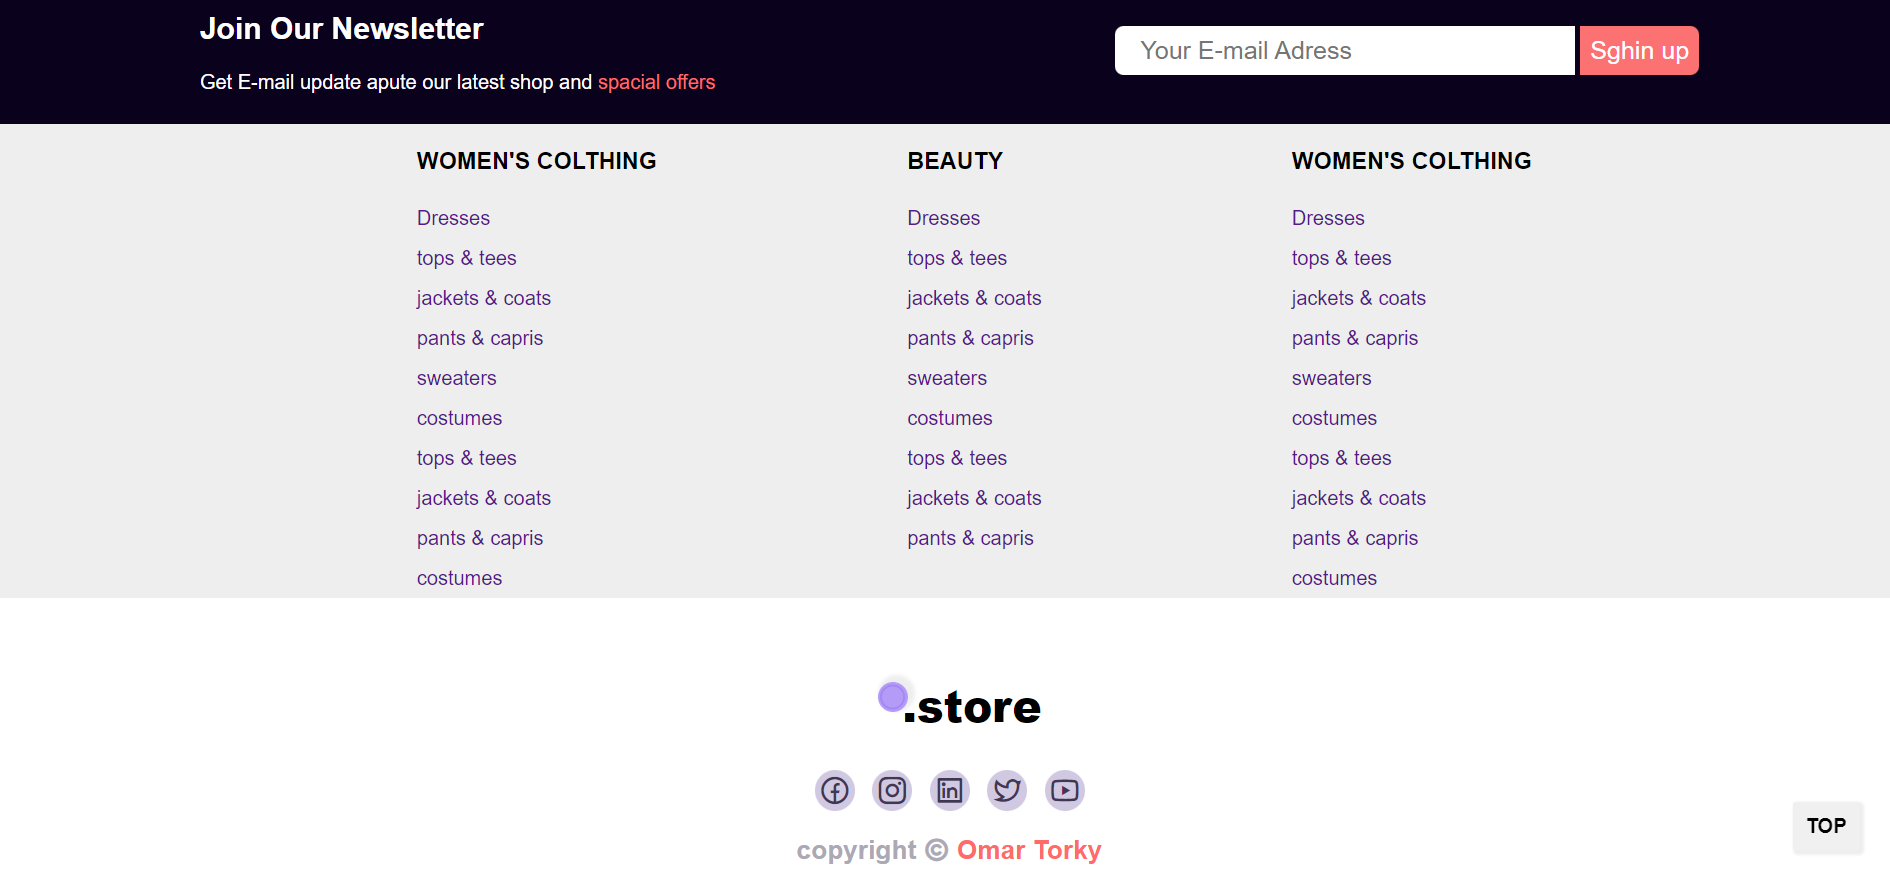 Join Our Newsletter
Get E-mail update apute our latest shop and spacial offers
Your E-mail Adress
Sghin up
WOMEN'S COLTHING
Dresses
tops & tees
jackets & coats
pants & capris
sweaters
costumes
tops & tees
jackets & coats
pants & capris
costumes
BEAUTY
Dresses
tops & tees
jackets & coats
pants & capris
sweaters
costumes
tops & tees
jackets & coats
pants & capris
WOMEN'S COLTHING
Dresses
tops & tees
jackets & coats
pants & capris
sweaters
costumes
tops & tees
jackets & coats
pants & capris
costumes
.store
copyright © Omar Torky
TOP